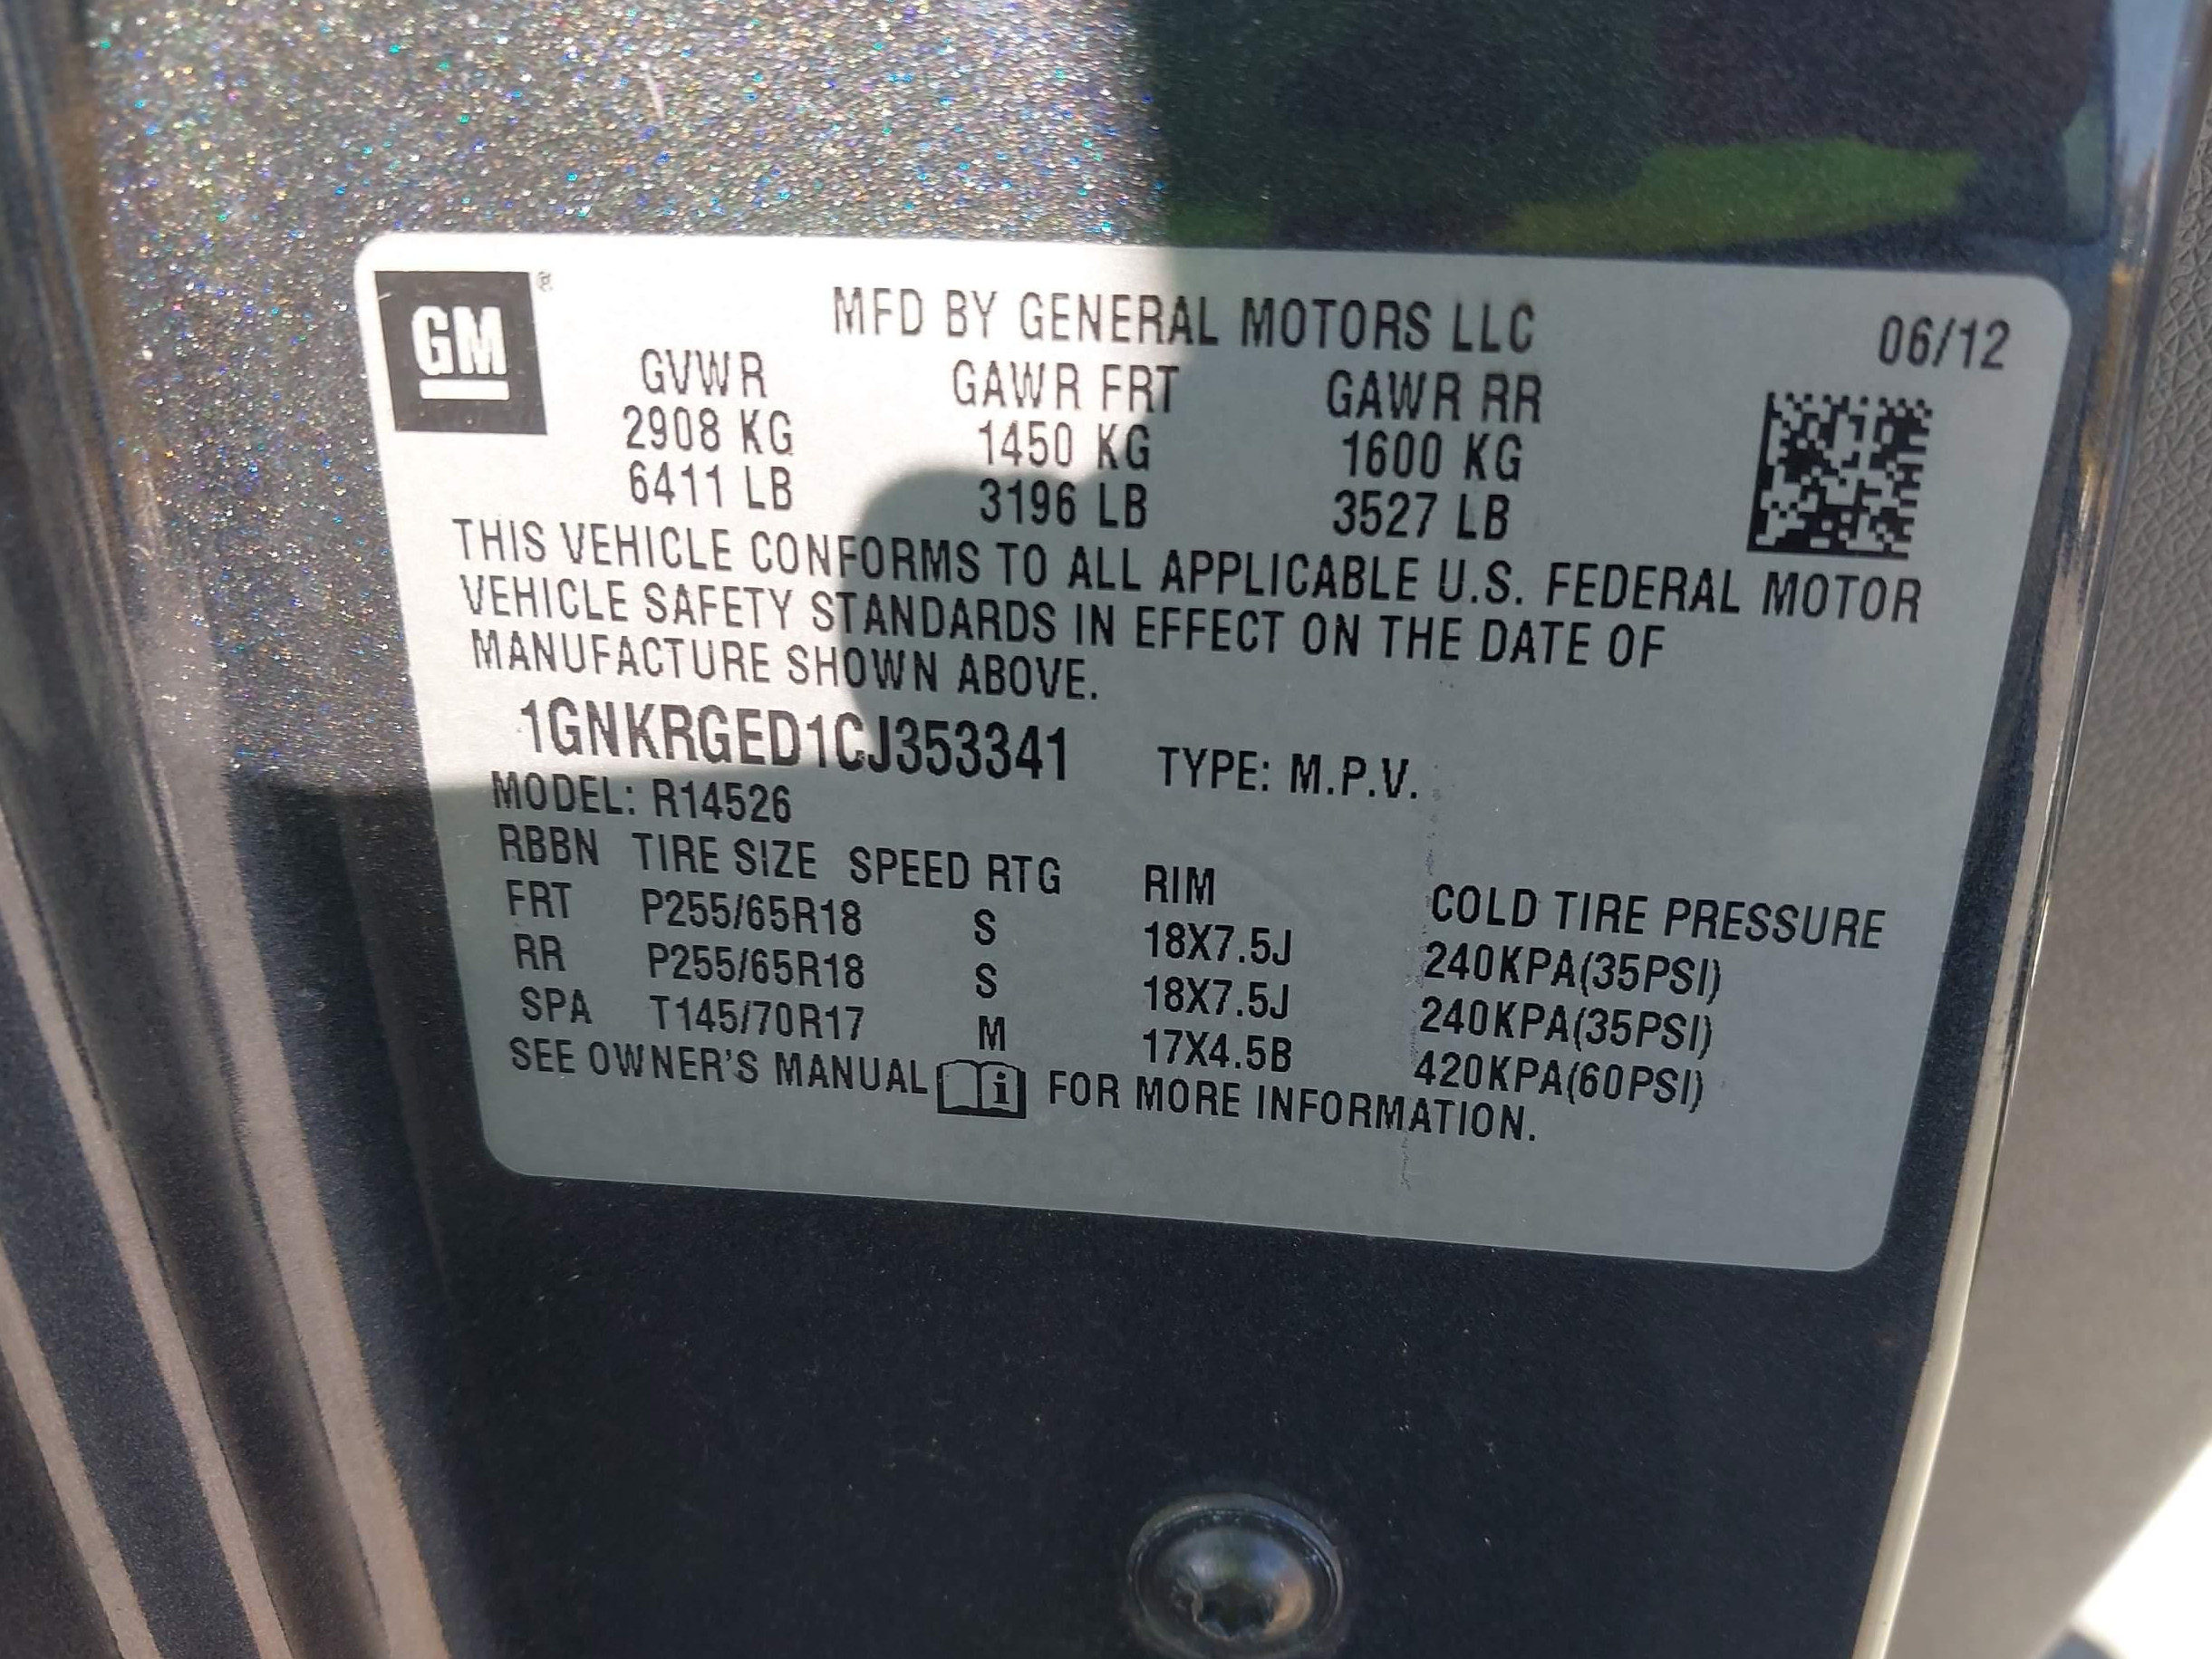 GM ®
MFD BY GENERAL MOTORS LLC 06/12
GVWR GAWR FRT GAWR RR
2908 KG 1450 KG 1600 KG
6411 LB 3196 LB 3527 LB
THIS VEHICLE CONFORMS TO ALL APPLICABLE U.S. FEDERAL MOTOR
VEHICLE SAFETY STANDARDS IN EFFECT ON THE DATE OF
MANUFACTURE SHOWN ABOVE.
1GNKRGED1CJ353341 TYPE: M.P.V.
MODEL: R14526
RBBN TIRE SIZE SPEED RTG RIM COLD TIRE PRESSURE
FRT P255/65R18 S 18X7.5J 240KPA(35PSI)
RR P255/65R18 S 18X7.5J 240KPA(35PSI)
SPA T145/70R17 M 17X4.5B 420KPA(60PSI)
SEE OWNER'S MANUAL i FOR MORE INFORMATION.